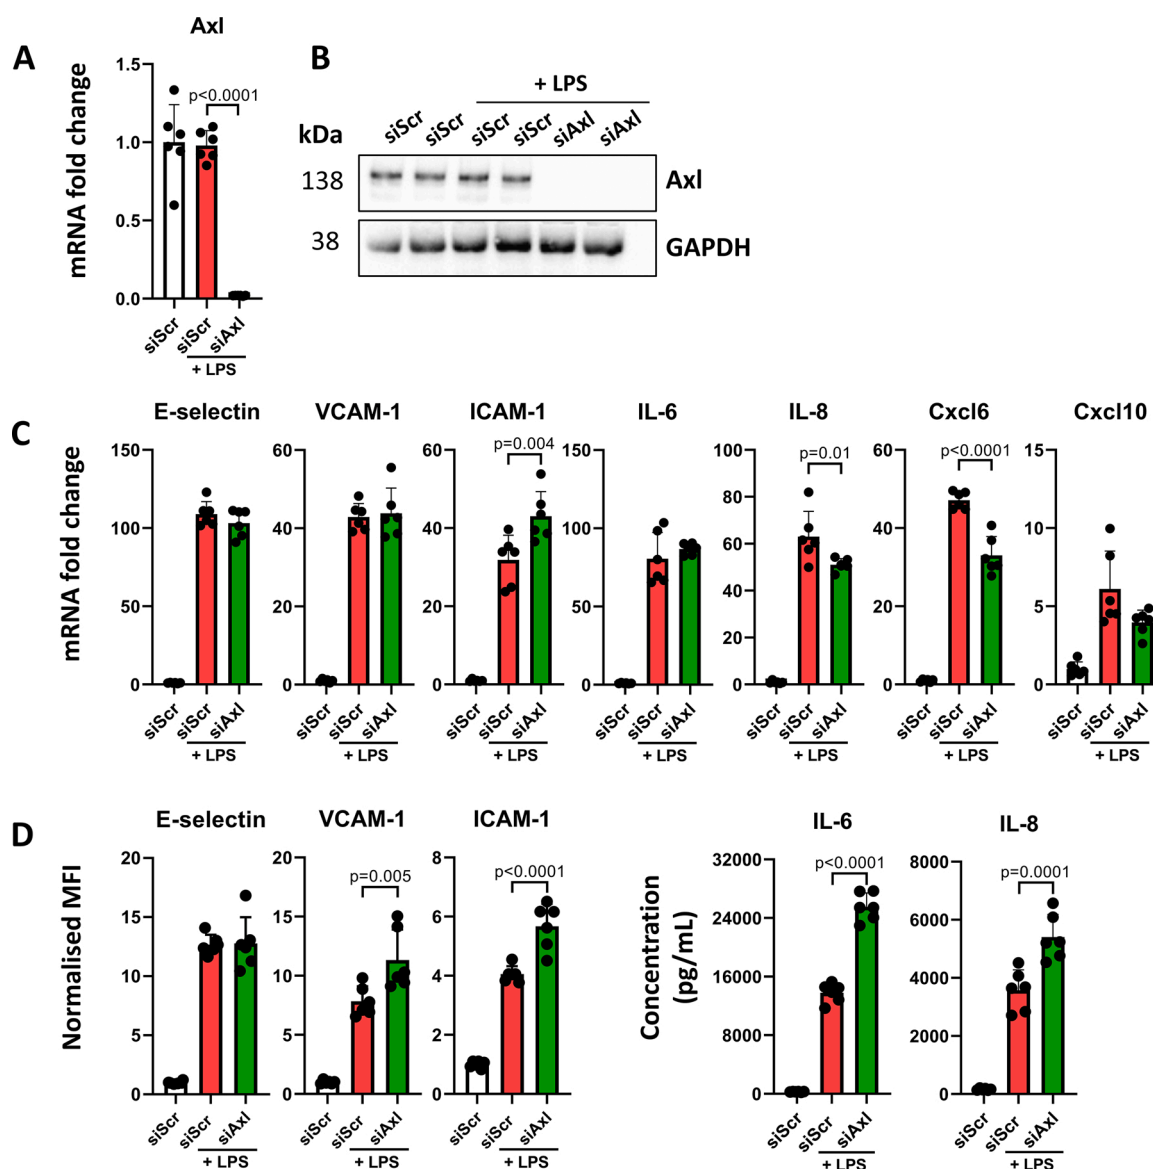 A
Axl
mRNA fold change
1.5
1.0
0.5
0.0
p<0.0001
siScr
siScr
siAxl
+ LPS
B
+ LPS
kDa
siScr
siScr
siScr
siScr
siAxl
siAxl
138
Axl
38
GAPDH
C
mRNA fold change
E-selectin
150
100
50
0
siScr
siScr
siAxl
+ LPS
VCAM-1
60
40
20
0
siScr
siScr
siAxl
+ LPS
ICAM-1
60
40
20
0
p=0.004
siScr
siScr
siAxl
+ LPS
IL-6
150
100
50
0
siScr
siScr
siAxl
+ LPS
IL-8
100
80
60
40
20
0
p=0.01
siScr
siScr
siAxl
+ LPS
Cxcl6
60
40
20
0
p<0.0001
siScr
siScr
siAxl
+ LPS
Cxcl10
15
10
5
0
siScr
siScr
siAxl
+ LPS
D
Normalised MFI
E-selectin
20
15
10
5
0
siScr
siScr
siAxl
+ LPS
VCAM-1
20
15
10
5
0
p=0.005
siScr
siScr
siAxl
+ LPS
ICAM-1
8
6
4
2
0
p<0.0001
siScr
siScr
siAxl
+ LPS
Concentration
(pg/mL)
IL-6
32000
24000
16000
8000
0
p<0.0001
siScr
siScr
siAxl
+ LPS
IL-8
8000
6000
4000
2000
0
p=0.0001
siScr
siScr
siAxl
+ LPS